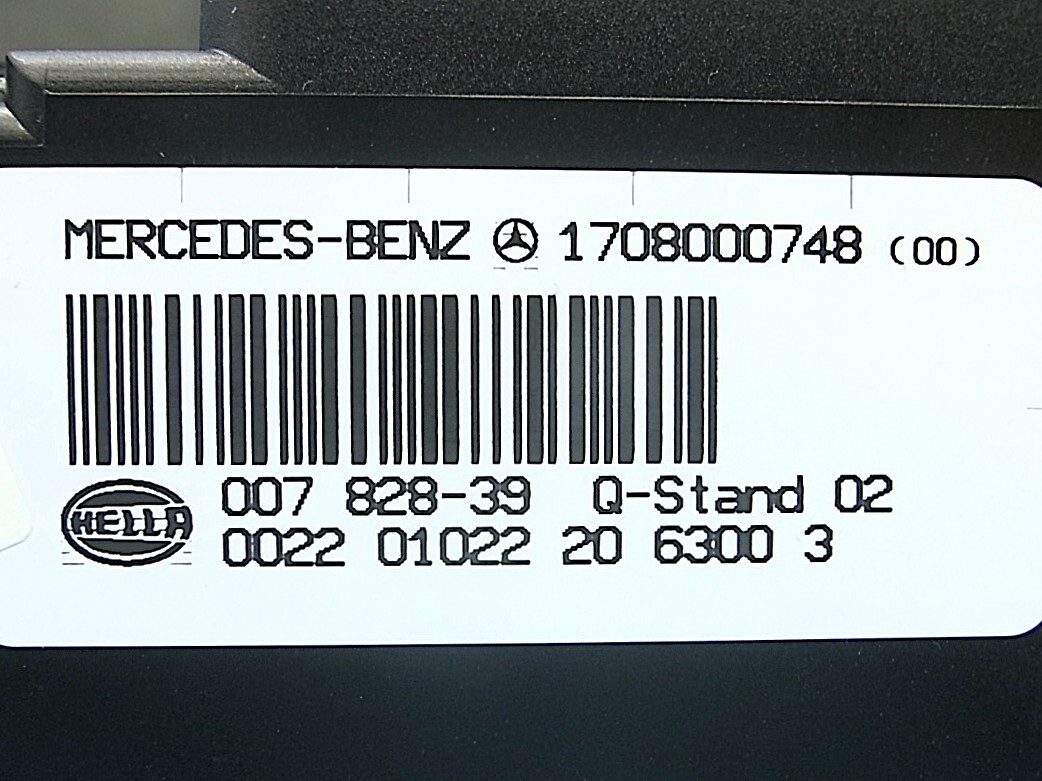 MERCEDES-BENZ 1708000748 (00)
007 828-39 Q-Stand 02
HELLA
0022 01022 20 6300 3